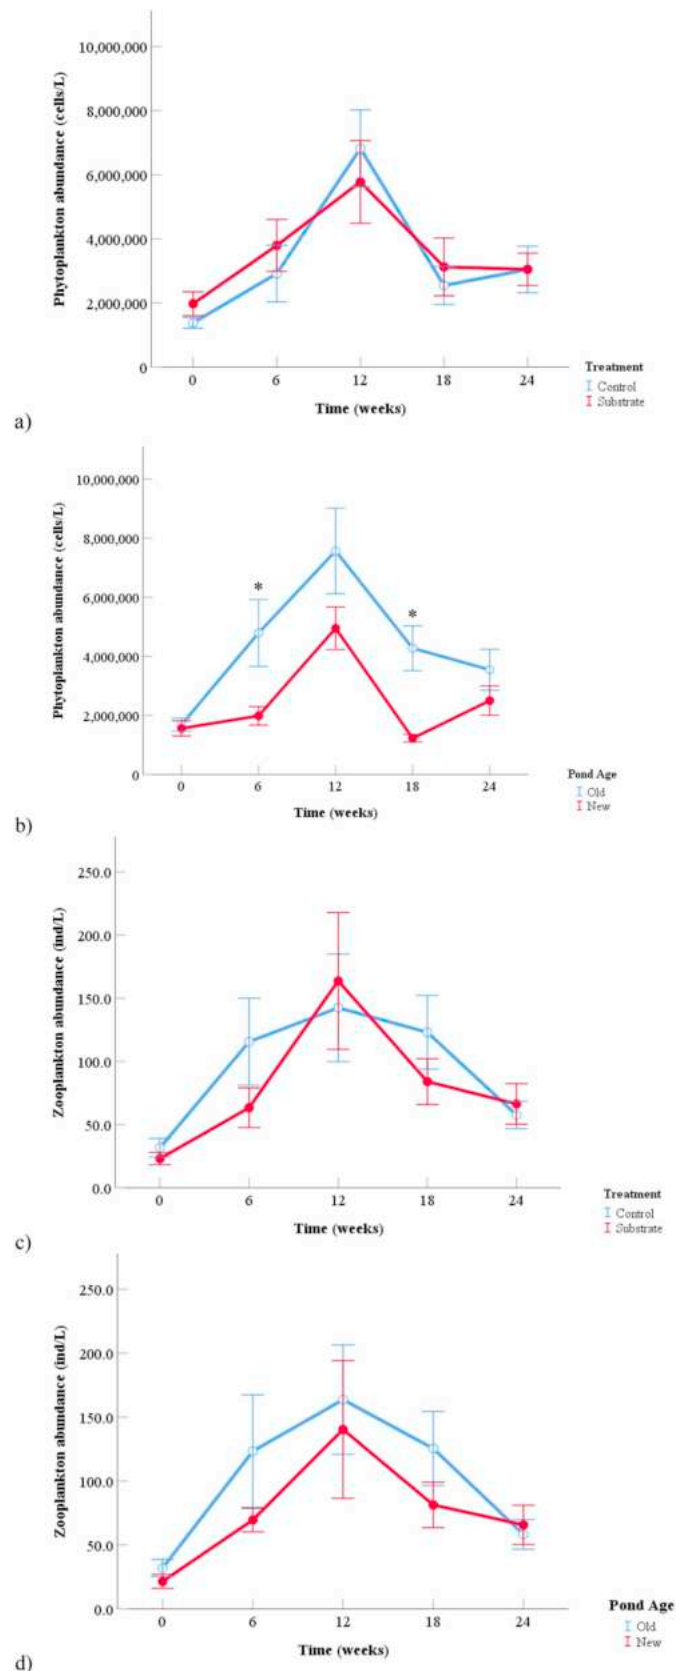 Phytoplankton abundance (cells/L)
10,000,000
8,000,000
6,000,000
4,000,000
2,000,000
0
0 6 12 18 24
Time (weeks)
Treatment
Control
Substrate
a)
Phytoplankton abundance (cells/L)
10,000,000
8,000,000
6,000,000
4,000,000
2,000,000
0
* *
0 6 12 18 24
Time (weeks)
Pond Age
Old
New
b)
Zooplankton abundance (ind/L)
250.0
200.0
150.0
100.0
50.0
0.0
0 6 12 18 24
Time (weeks)
Treatment
Control
Substrate
c)
Zooplankton abundance (ind/L)
250.0
200.0
150.0
100.0
50.0
0.0
0 6 12 18 24
Time (weeks)
Pond Age
Old
New
d)